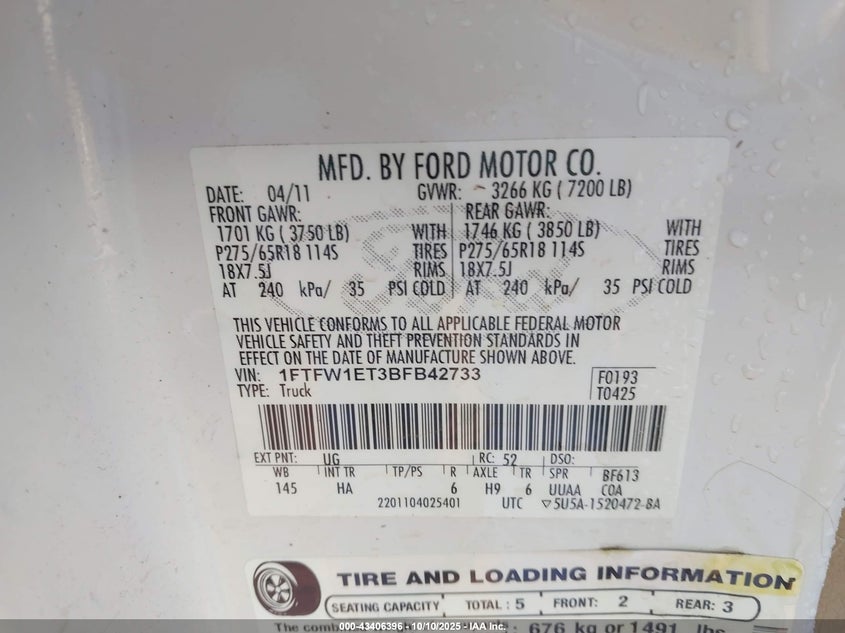 MFD. BY FORD MOTOR CO.
DATE: 04/11 GVWR: 3266 KG ( 7200 LB)
FRONT GAWR: REAR GAWR:
1701 KG ( 3750 LB) WITH 1746 KG ( 3850 LB) WITH
P275/65R18 114S TIRES P275/65R18 114S TIRES
18X7.5J RIMS 18X7.5J RIMS
AT 240 kPa/ 35 PSI COLD AT 240 kPa/ 35 PSI COLD
THIS VEHICLE CONFORMS TO ALL APPLICABLE FEDERAL MOTOR
VEHICLE SAFETY AND THEFT PREVENTION STANDARDS IN
EFFECT ON THE DATE OF MANUFACTURE SHOWN ABOVE.
VIN: 1FTFW1ET3BFB42733 F0193
TYPE: Truck T0425
EXT PNT: UG RC: 52 DSO:
WB INT TR TP/PS R AXLE TR SPR BF613
145 HA 6 H9 6 UUAA COA
2201104025401 UTC ▽5U5A-1520472-BA
TIRE AND LOADING INFORMATION
SEATING CAPACITY TOTAL : 5 FRONT: 2 REAR: 3
The 676 kg or 1491 lbs.
000-43406396 - 10/10/2025 - IAA Inc.